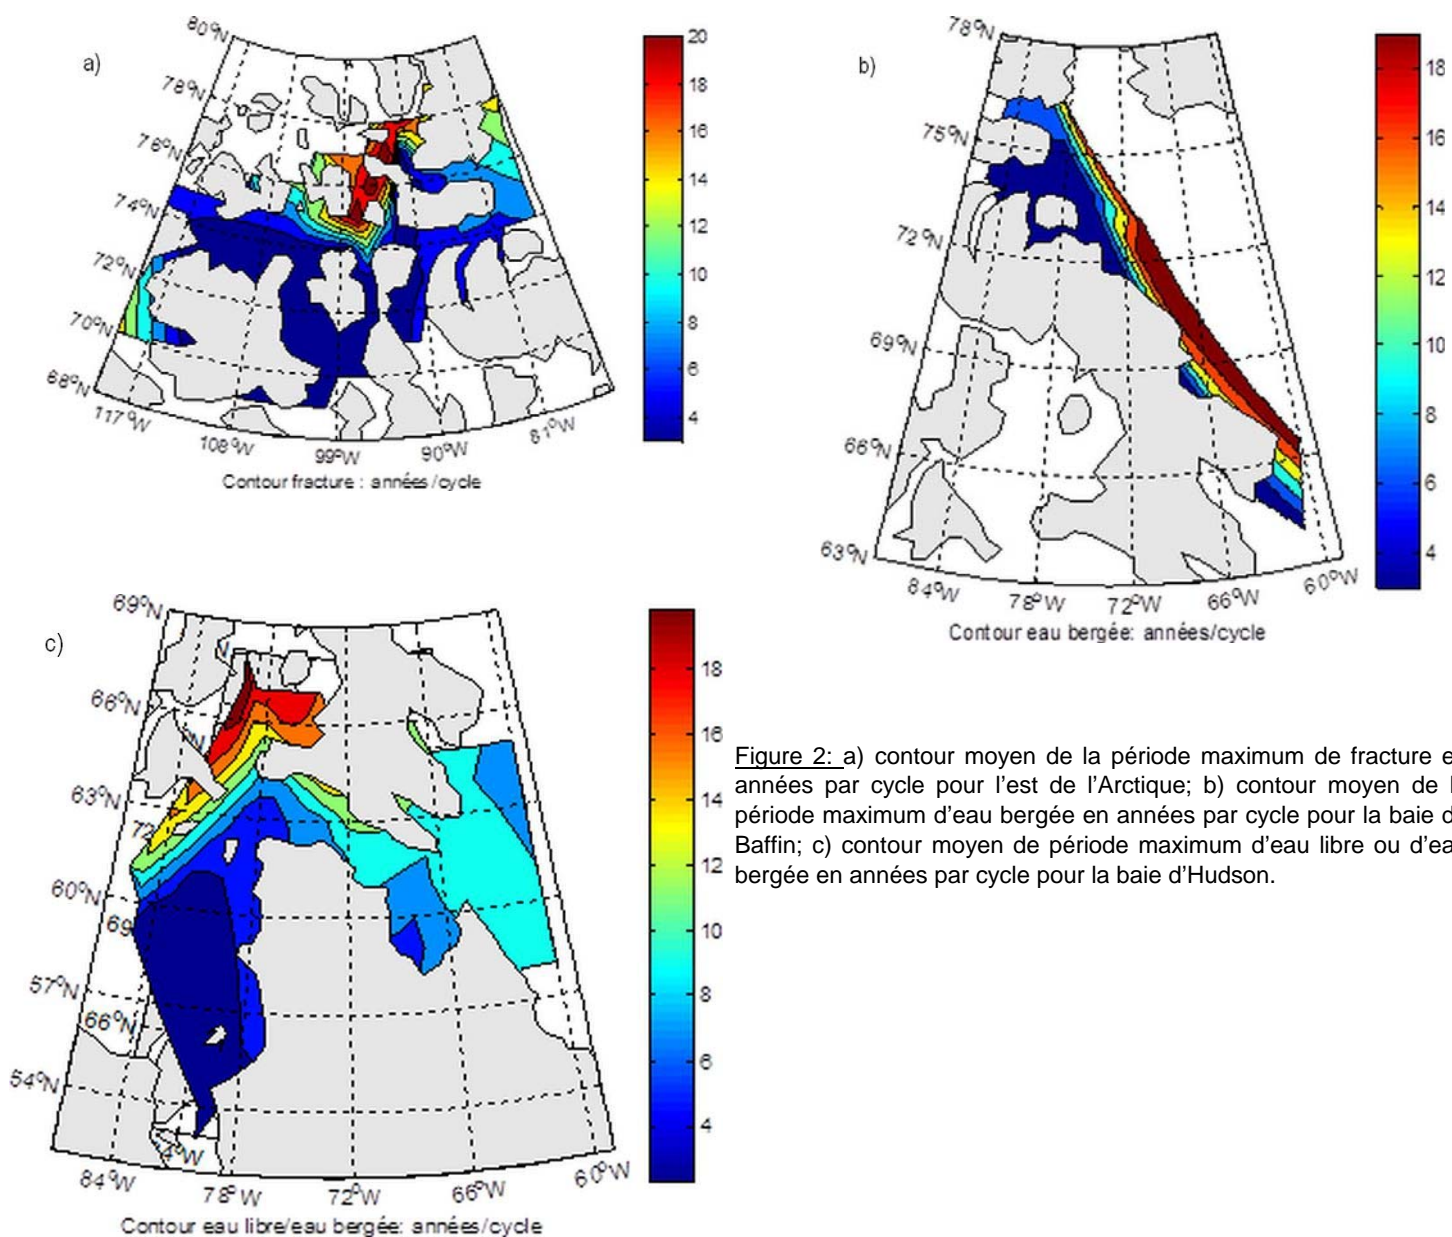 a)
80°N
78°N
76°N
74°N
72°N
70°N
68°N
117°W
108°W
99°W
90°W
81°W
20
18
16
14
12
10
8
6
4
Contour fracture : années/cycle
b)
78°N
75°N
72°N
69°N
66°N
63°N
84°W
78°W
72°W
66°W
60°W
18
16
14
12
10
8
6
4
Contour eau bergée: années/cycle
c)
69°N
66°N
63°N
60°N
57°N
54°N
N
N
72
69
66°N
4°W
84°W
78°W
72°W
66°W
60°W
18
16
14
12
10
8
6
4
Contour eau libre/eau bergée: années/cycle
Figure 2: a) contour moyen de la période maximum de fracture e
années par cycle pour l'est de l'Arctique; b) contour moyen de l
période maximum d'eau bergée en années par cycle pour la baie d
Baffin; c) contour moyen de période maximum d'eau libre ou d'ea
bergée en années par cycle pour la baie d'Hudson.